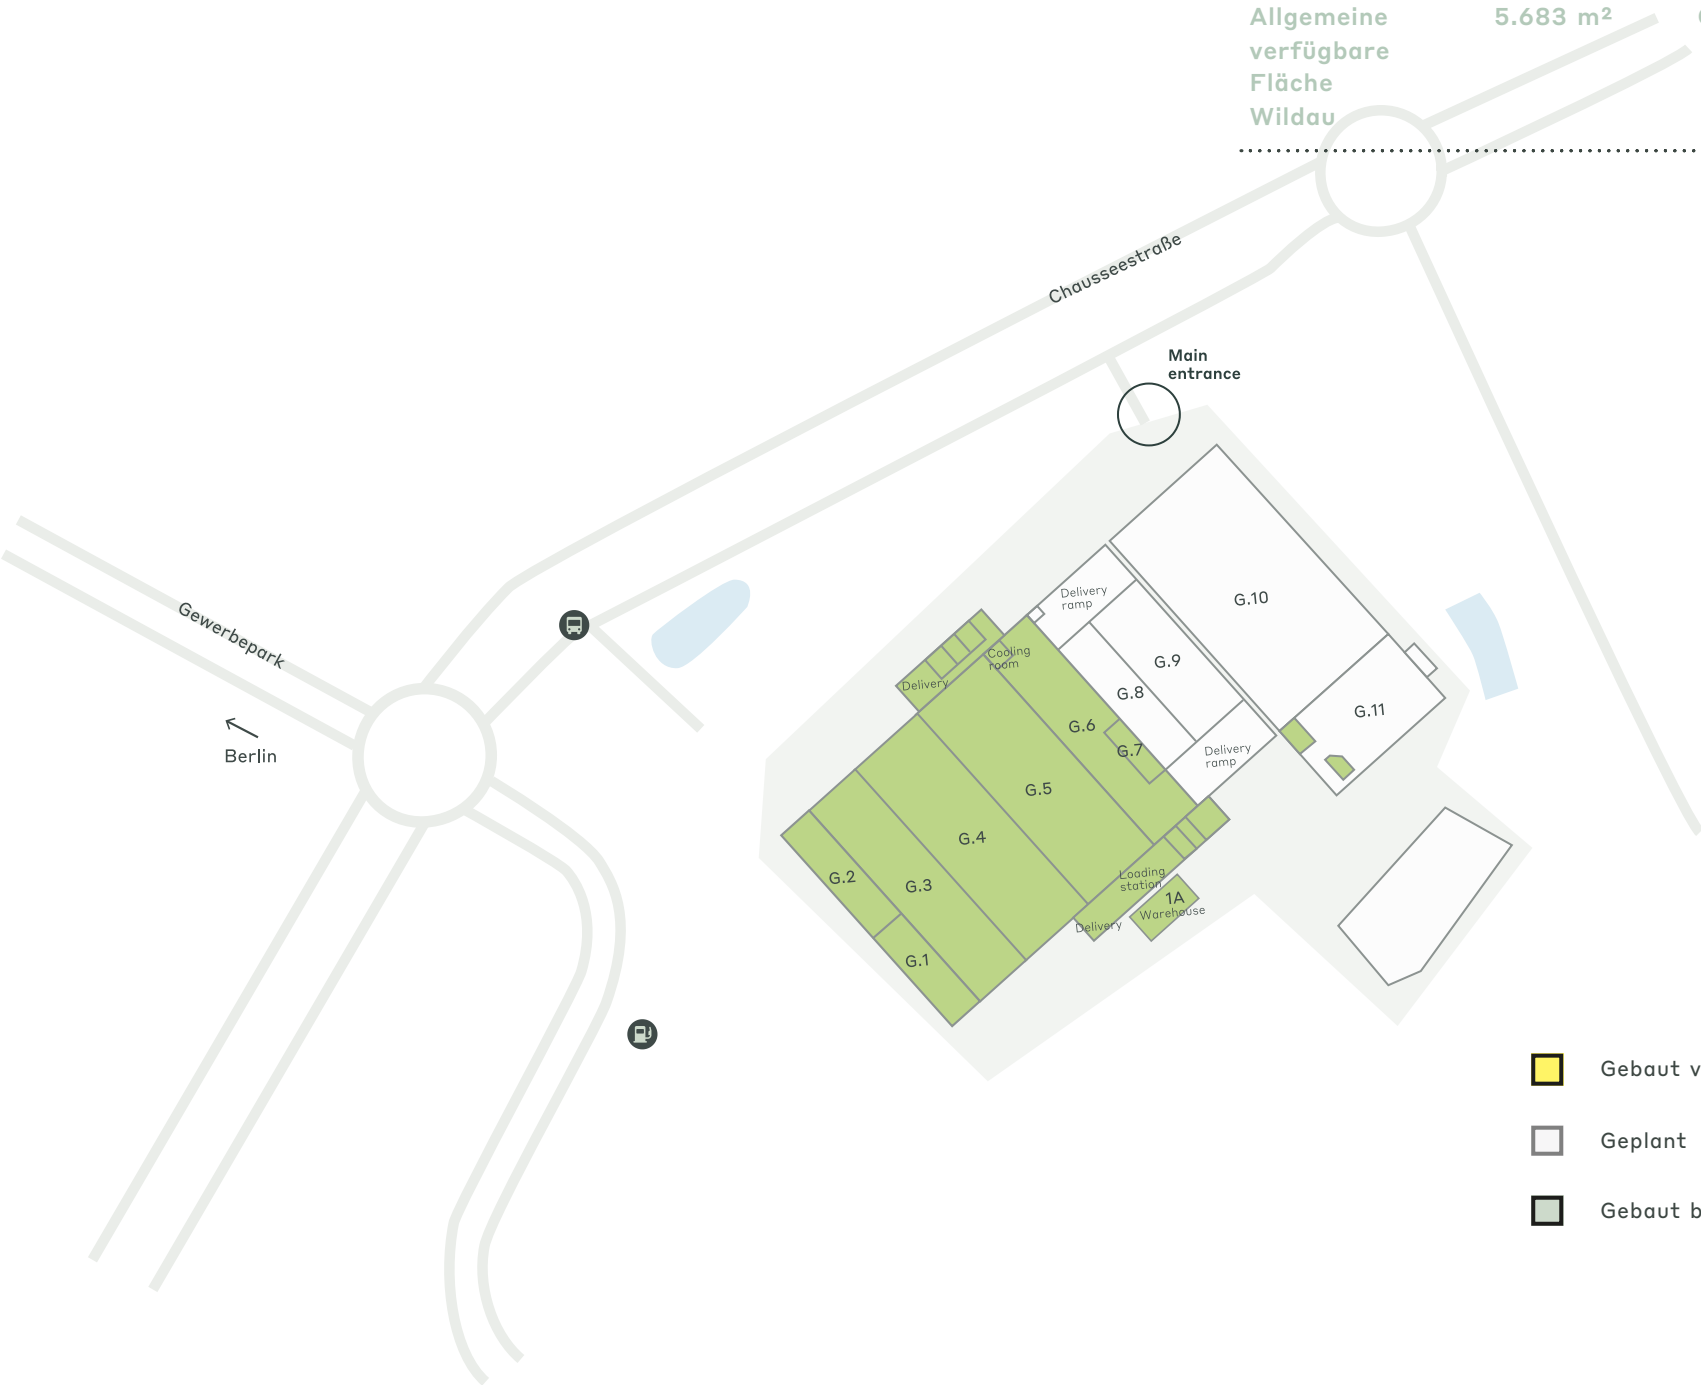 Allgemeine
verfügbare
Fläche
Wildau
5.683 m²
Chausseestraße
Main
entrance
Gewerbepark
Berlin
G.10
Delivery
ramp
G.9
Cooling
room
Delivery
G.8
G.11
G.6
G.7
Delivery
ramp
G.5
G.4
G.2
G.3
Loading
station
1A
Warehouse
Delivery
G.1
Gebaut v
Geplant
Gebaut b